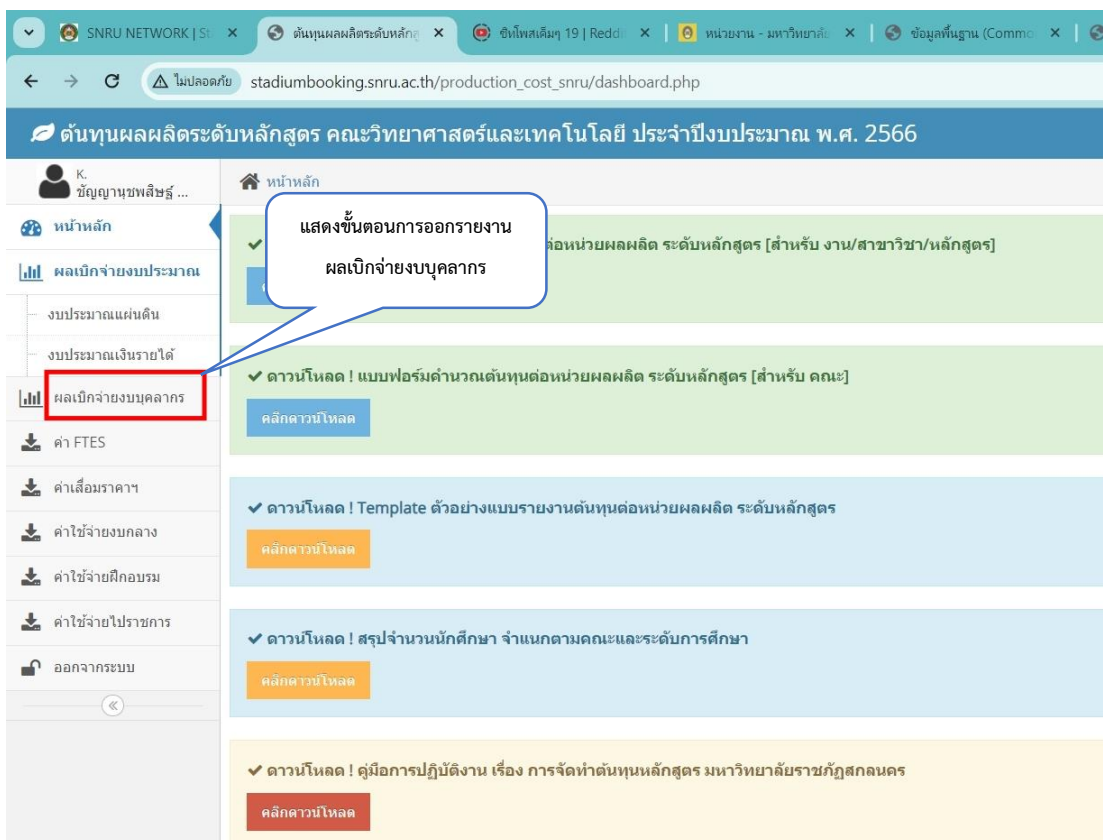 SNRU NETWORK | St
ต้นทุนผลผลิตระดับหลักสู
ซิทโพสเดิมๆ 19 | Reddi
หน่วยงาน - มหาวิทยาลัย
ข้อมูลพื้นฐาน (Commo
ไม่ปลอดภัย stadiumbooking.snru.ac.th/production_cost_snru/dashboard.php
ต้นทุนผลผลิตระดับหลักสูตร คณะวิทยาศาสตร์และเทคโนโลยี ประจำปีงบประมาณ พ.ศ. 2566
K.
ชัญญานุชพสิษฐ์ ...
หน้าหลัก
ผลเบิกจ่ายงบประมาณ
งบประมาณแผ่นดิน
งบประมาณเงินรายได้
ผลเบิกจ่ายงบบุคลากร
ค่า FTES
ค่าเสื่อมราคาฯ
ค่าใช้จ่ายงบกลาง
ค่าใช้จ่ายฝึกอบรม
ค่าใช้จ่ายไปราชการ
ออกจากระบบ
หน้าหลัก
แสดงขั้นตอนการออกรายงาน
ผลเบิกจ่ายงบบุคลากร
ต่อหน่วยผลผลิต ระดับหลักสูตร [สำหรับ งาน/สาขาวิชา/หลักสูตร]
ดาวน์โหลด ! แบบฟอร์มคำนวณต้นทุนต่อหน่วยผลผลิต ระดับหลักสูตร [สำหรับ คณะ]
คลิกดาวน์โหลด
ดาวน์โหลด ! Template ตัวอย่างแบบรายงานต้นทุนต่อหน่วยผลผลิต ระดับหลักสูตร
คลิกดาวน์โหลด
ดาวน์โหลด ! สรุปจำนวนนักศึกษา จำแนกตามคณะและระดับการศึกษา
คลิกดาวน์โหลด
ดาวน์โหลด ! คู่มือการปฏิบัติงาน เรื่อง การจัดทำต้นทุนหลักสูตร มหาวิทยาลัยราชภัฏสกลนคร
คลิกดาวน์โหลด